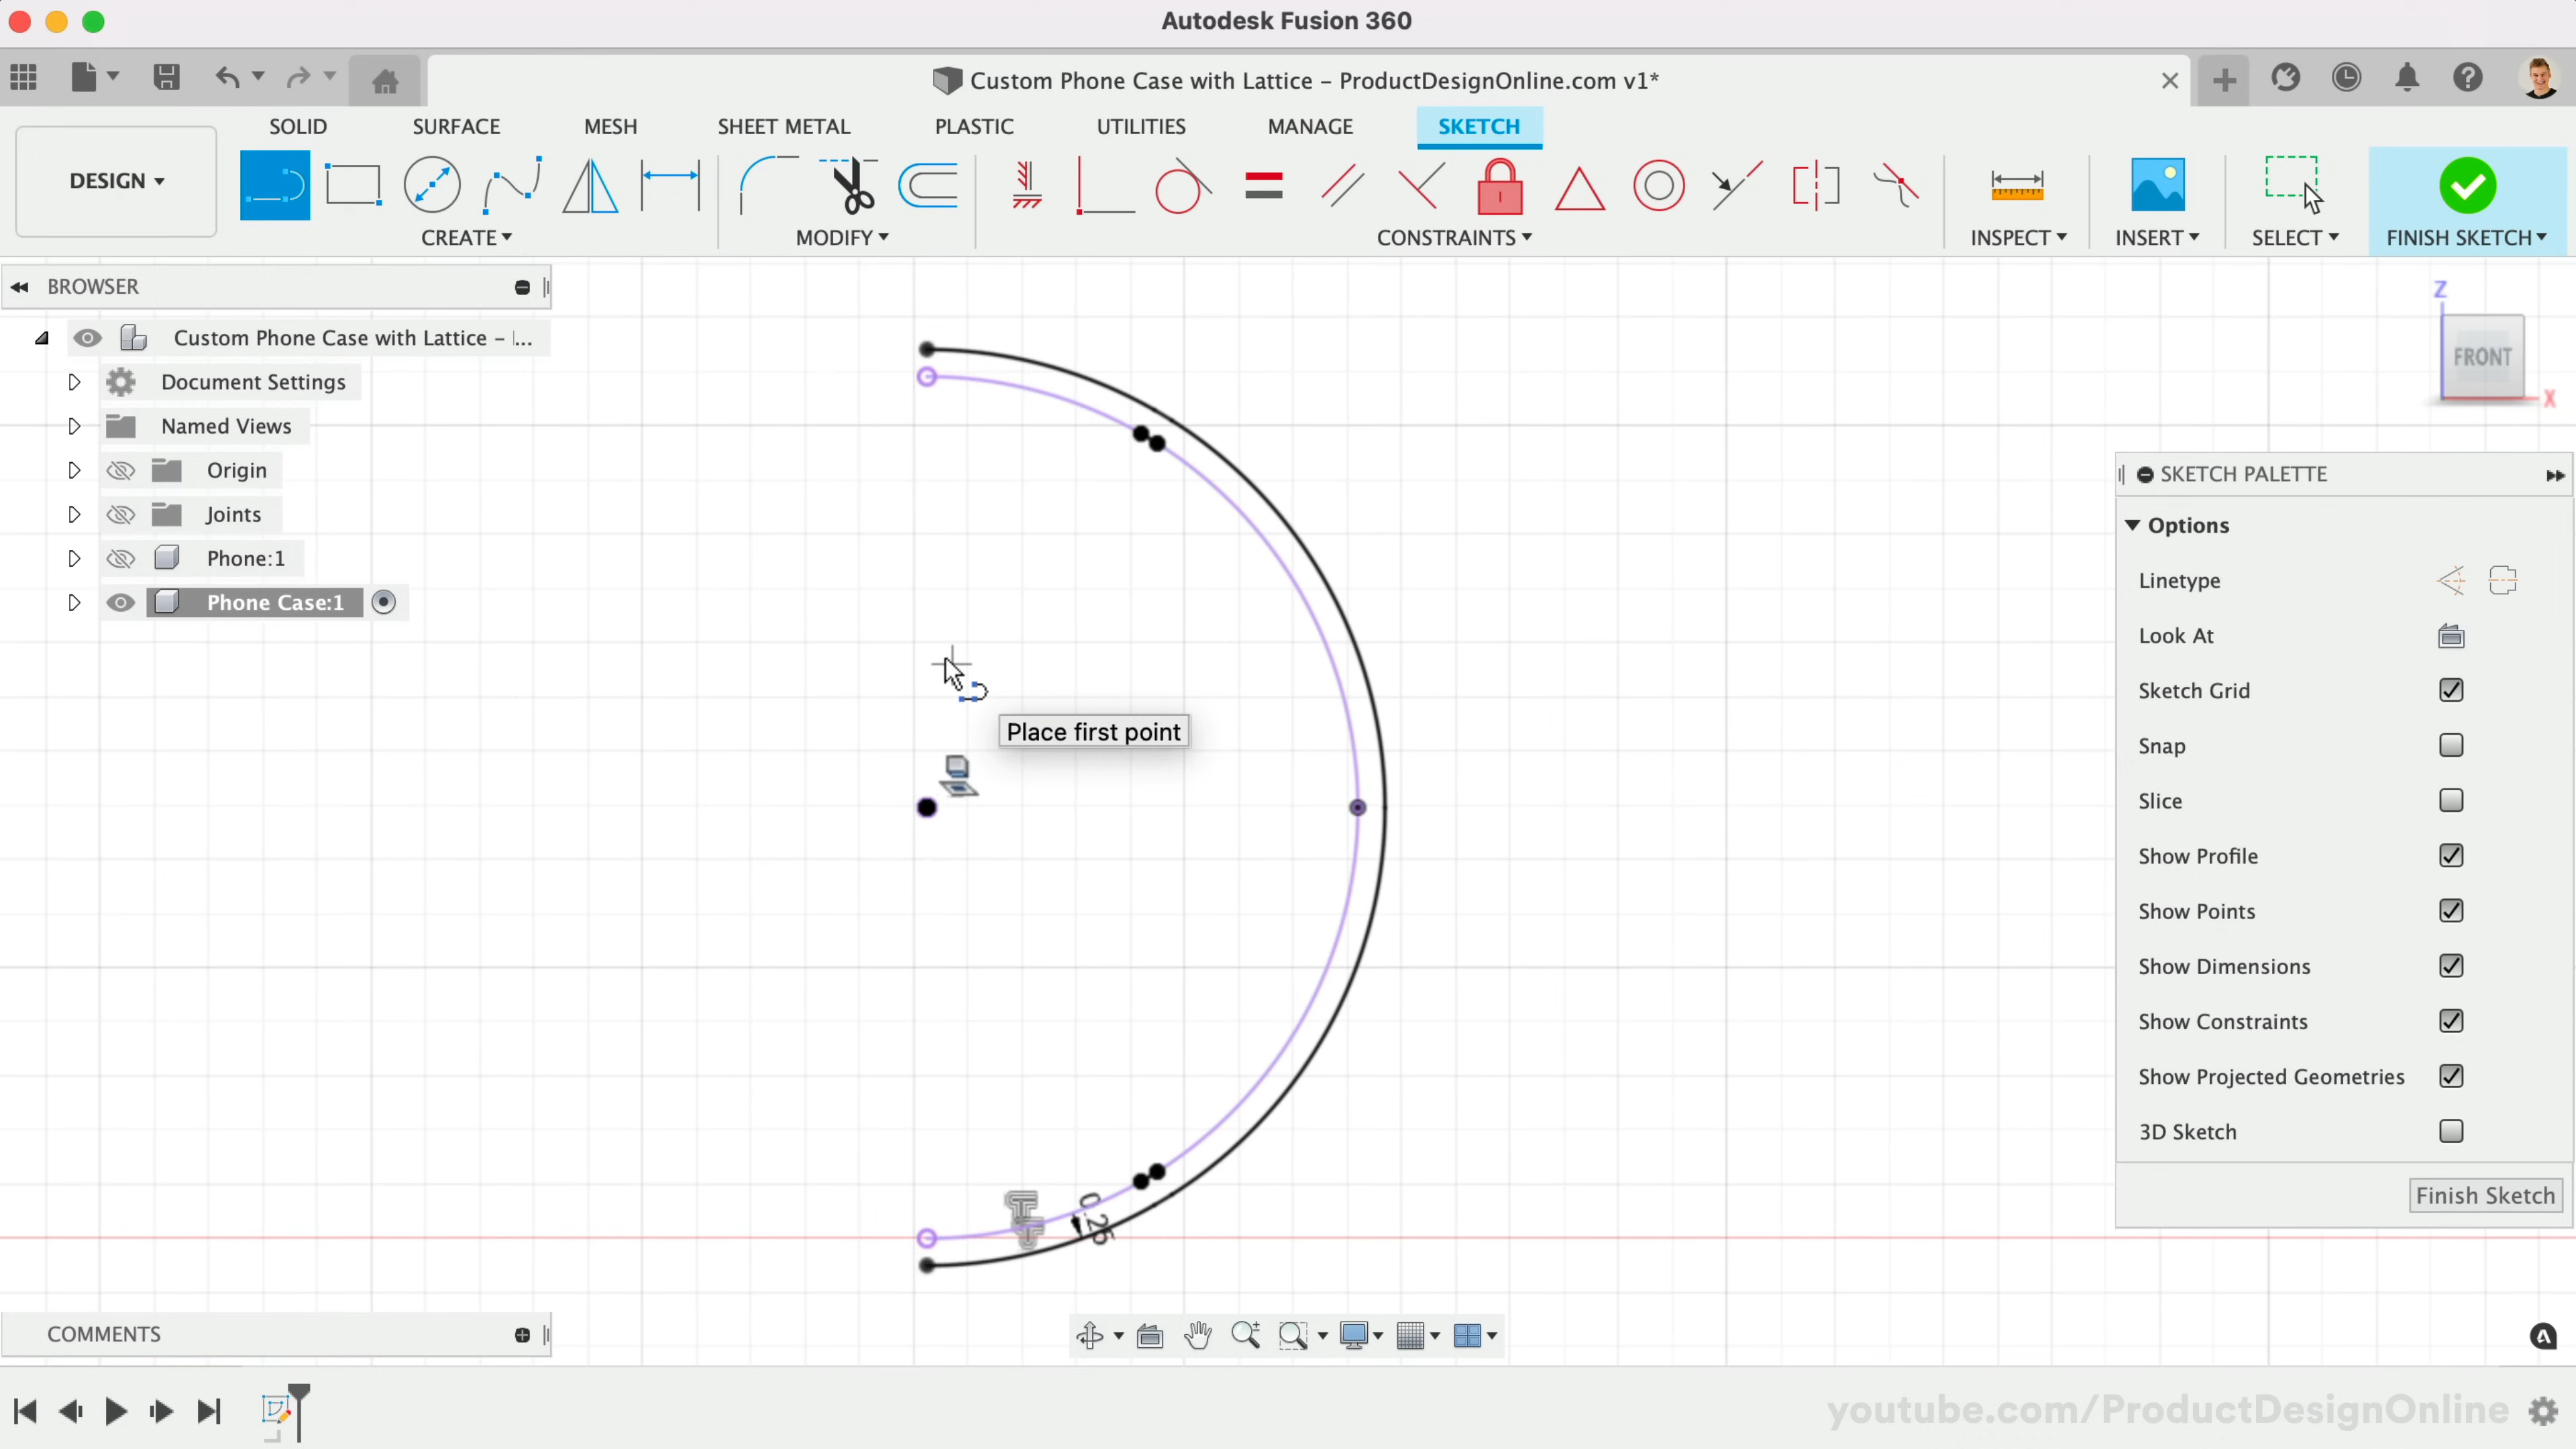 Autodesk Fusion 360
Custom Phone Case with Lattice – ProductDesignOnline.com v1*
SOLID SURFACE MESH SHEET METAL PLASTIC UTILITIES MANAGE SKETCH
DESIGN
CREATE MODIFY CONSTRAINTS INSPECT INSERT SELECT FINISH SKETCH
BROWSER
Custom Phone Case with Lattice – ...
Document Settings
Named Views
Origin
Joints
Phone:1
Phone Case:1
Z
FRONT
X
Place first point
0.26
SKETCH PALETTE
Options
Linetype
Look At
Sketch Grid
Snap
Slice
Show Profile
Show Points
Show Dimensions
Show Constraints
Show Projected Geometries
3D Sketch
Finish Sketch
COMMENTS
youtube.com/ProductDesignOnline